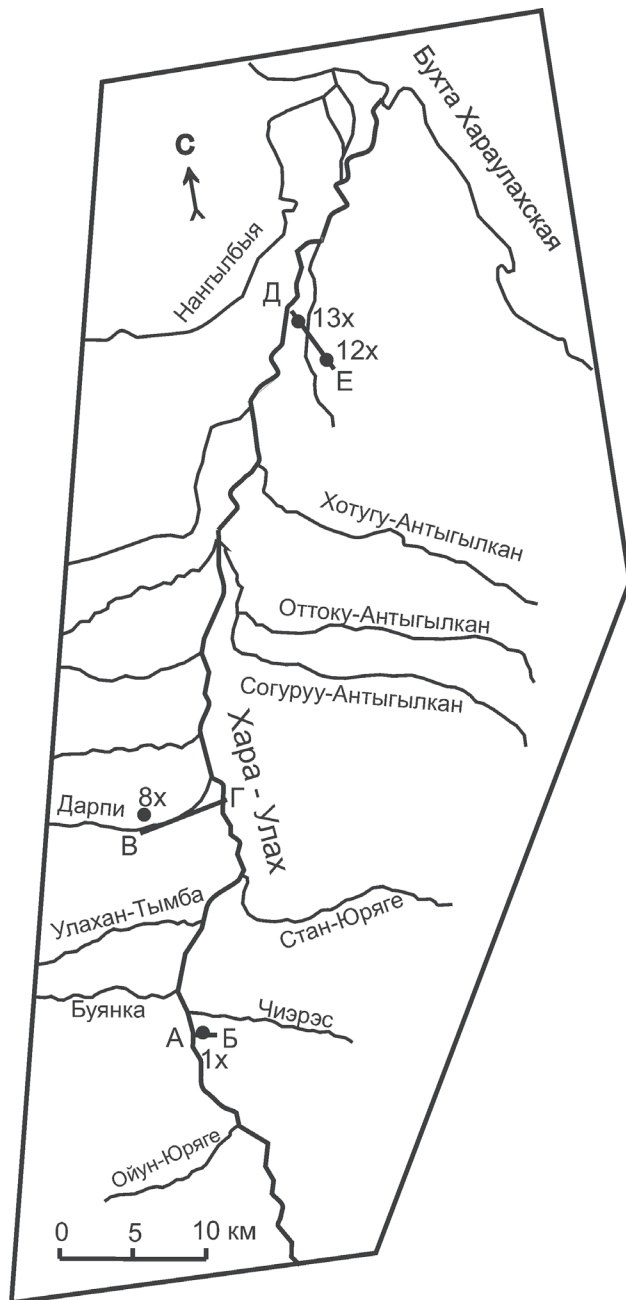 Бухта Хараулахская
С
Нангылбыя
Д
13х
12х
Е
Хотугу-Антыгылкан
Оттоку-Антыгылкан
Согуруу-Антыгылкан
Хара - Улах
Дарпи
8х
Г
В
Улахан-Тымба
Стан-Юряге
Буянка
Чиэрэс
А
Б
1х
Ойун-Юряге
0 5 10 км